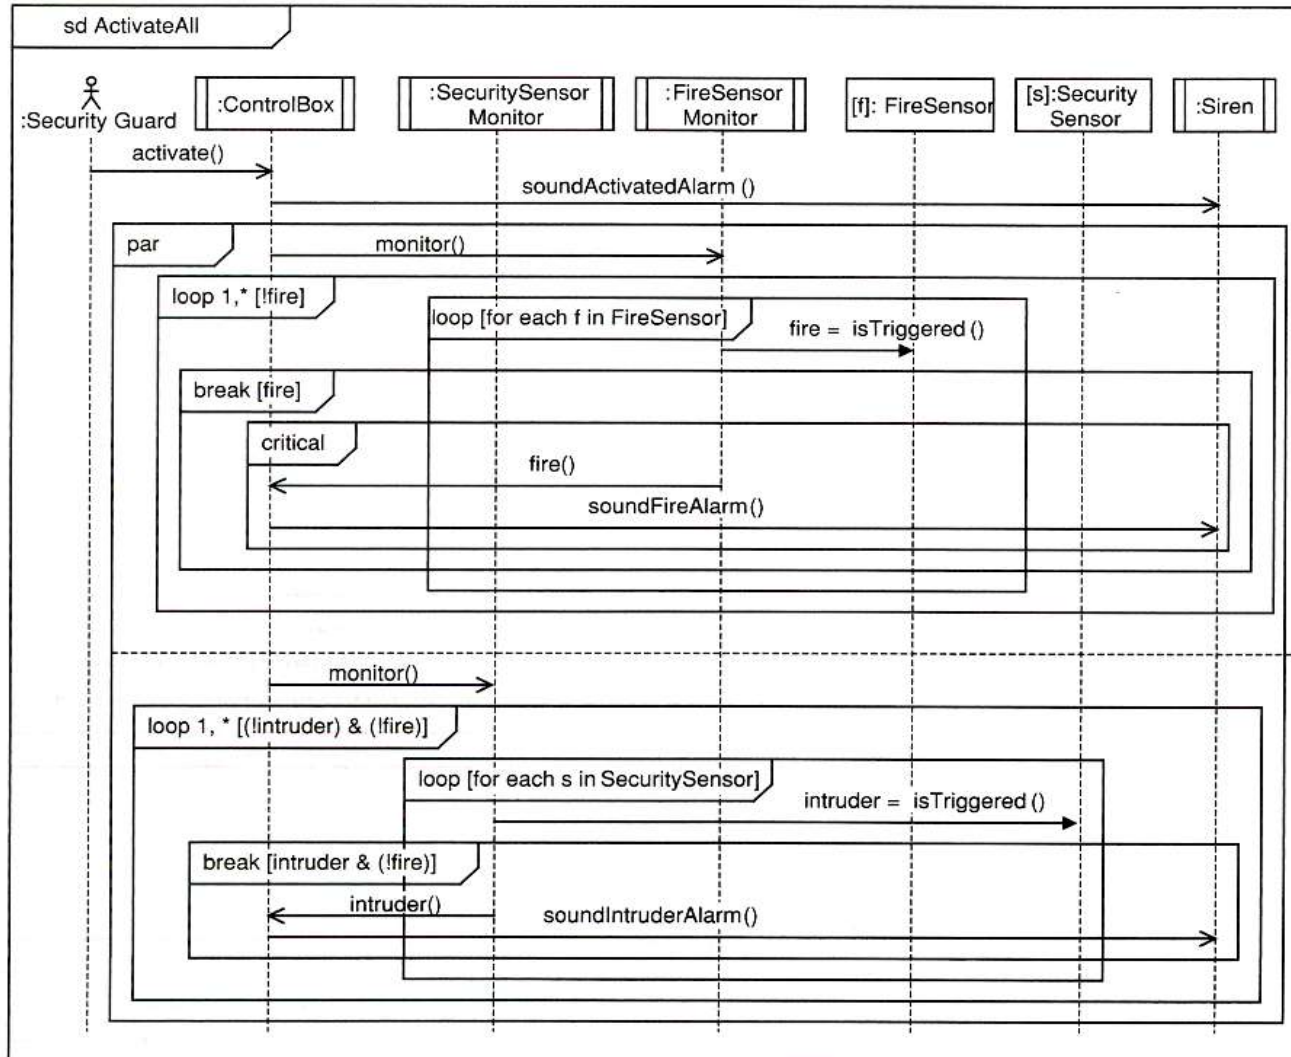 sd ActivateAll
:Security Guard
:ControlBox
:SecuritySensor
Monitor
:FireSensor
Monitor
[f]: FireSensor
[s]:Security
Sensor
:Siren
activate()
soundActivatedAlarm ()
par
monitor()
loop 1,* [!fire]
loop [for each f in FireSensor]
fire = isTriggered ()
break [fire]
critical
fire()
soundFireAlarm()
monitor()
loop 1, * [(!intruder) & (!fire)]
loop [for each s in SecuritySensor]
intruder = isTriggered ()
break [intruder & (!fire)]
intruder()
soundIntruderAlarm()